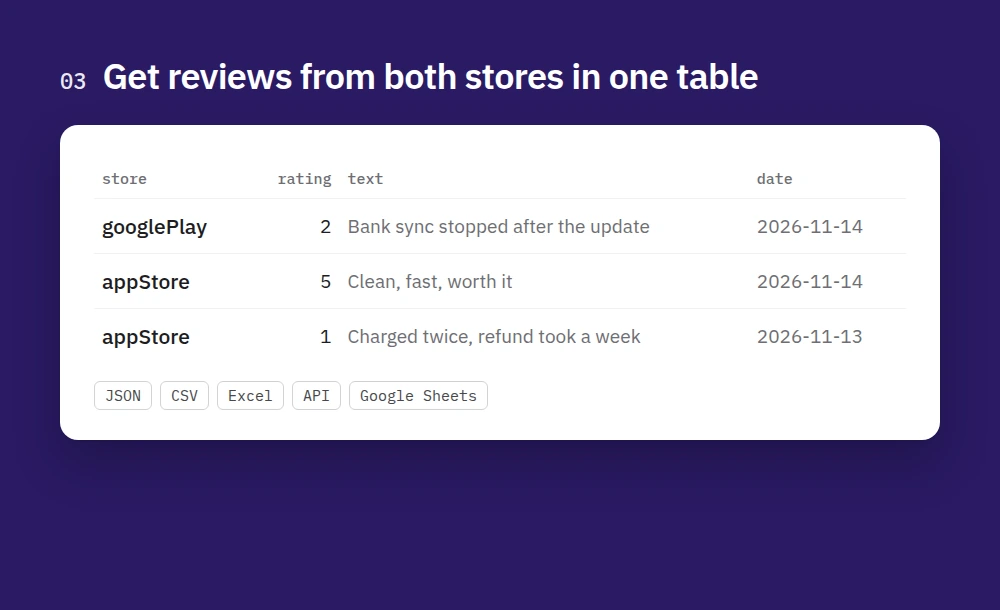 03 Get reviews from both stores in one table
store rating text date
googlePlay 2 Bank sync stopped after the update 2026-11-14
appStore 5 Clean, fast, worth it 2026-11-14
appStore 1 Charged twice, refund took a week 2026-11-13
JSON CSV Excel API Google Sheets